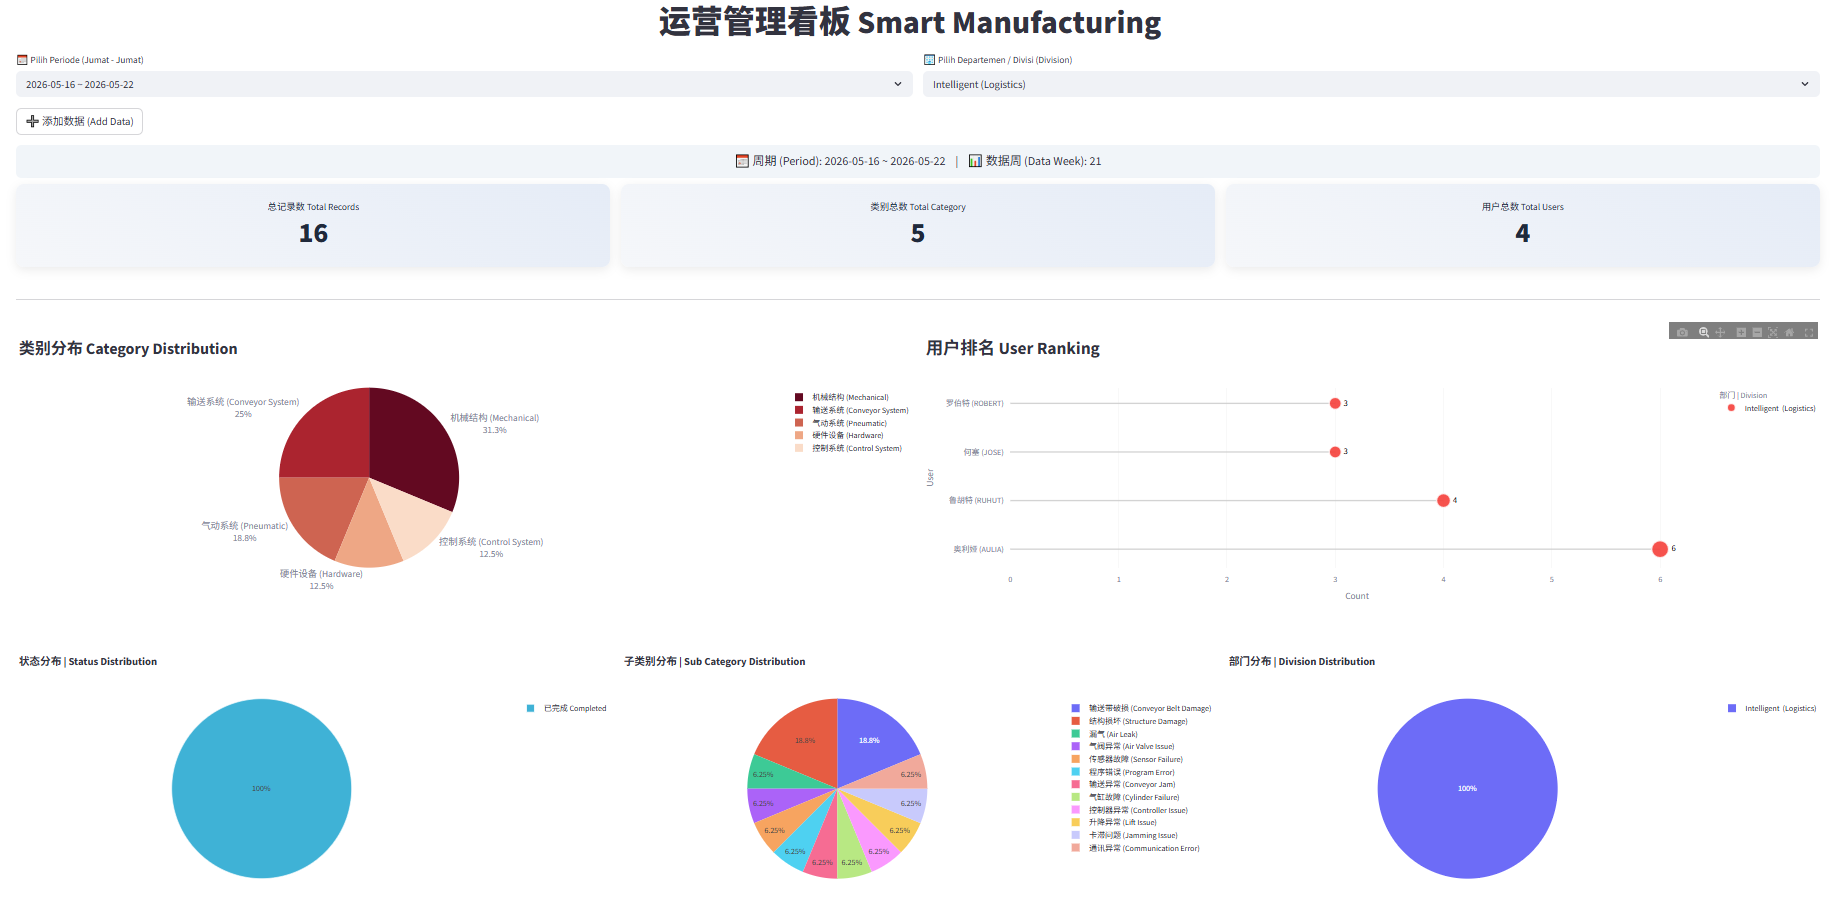 运营管理看板 Smart Manufacturing
Pilih Periode (Jumat - Jumat)
2026-05-16 ~ 2026-05-22
Pilih Departemen / Divisi (Division)
Intelligent (Logistics)
添加数据 (Add Data)
周期 (Period): 2026-05-16 ~ 2026-05-22 | 数据周 (Data Week): 21
总记录数 Total Records
16
类别总数 Total Category
5
用户总数 Total Users
4
类别分布 Category Distribution
输送系统 (Conveyor System)
25%
机械结构 (Mechanical)
31.3%
气动系统 (Pneumatic)
18.8%
控制系统 (Control System)
12.5%
硬件设备 (Hardware)
12.5%
机械结构 (Mechanical)
输送系统 (Conveyor System)
气动系统 (Pneumatic)
硬件设备 (Hardware)
控制系统 (Control System)
用户排名 User Ranking
罗伯特 (ROBERT)
3
何塞 (JOSE)
3
鲁胡特 (RUHUT)
4
奥利娅 (AULIA)
6
User
0 1 2 3 4 5 6
Count
部门 | Division
Intelligent (Logistics)
状态分布 | Status Distribution
100%
已完成 Completed
子类别分布 | Sub Category Distribution
18.8%
18.8%
6.25%
6.25%
6.25%
6.25%
6.25%
6.25%
6.25%
6.25%
6.25%
6.25%
输送带破损 (Conveyor Belt Damage)
结构损坏 (Structure Damage)
漏气 (Air Leak)
气阀异常 (Air Valve Issue)
传感器故障 (Sensor Failure)
程序错误 (Program Error)
输送异常 (Conveyor Jam)
气缸故障 (Cylinder Failure)
控制器异常 (Controller Issue)
升降异常 (Lift Issue)
卡滞问题 (Jamming Issue)
通讯异常 (Communication Error)
部门分布 | Division Distribution
100%
Intelligent (Logistics)